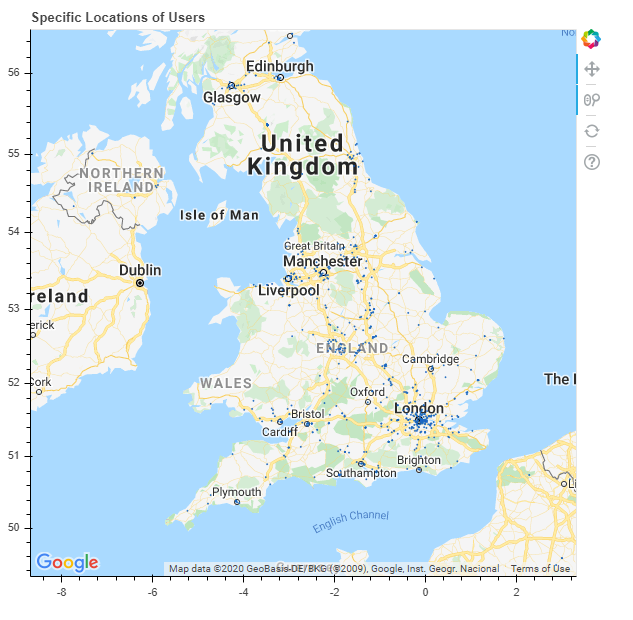 Specific Locations of Users
No
56
Edinburgh
Glasgow
United
Kingdom
55
NORTHERN
IRELAND
Isle of Man
54
Great Britain
Manchester
Dublin
Liverpool
reland
53
erick
ENGLAND
Cambridge
WALES
52
Cork
Oxford
London
The
Bristol
Cardiff
51
Brighton
Southampton
Plymouth
50
English Channel
Google
Map data ©2020 GeoBasis-DE/BKG (©2009), Google, Inst. Geogr. Nacional Terms of Use
-8 -6 -4 -2 0 2